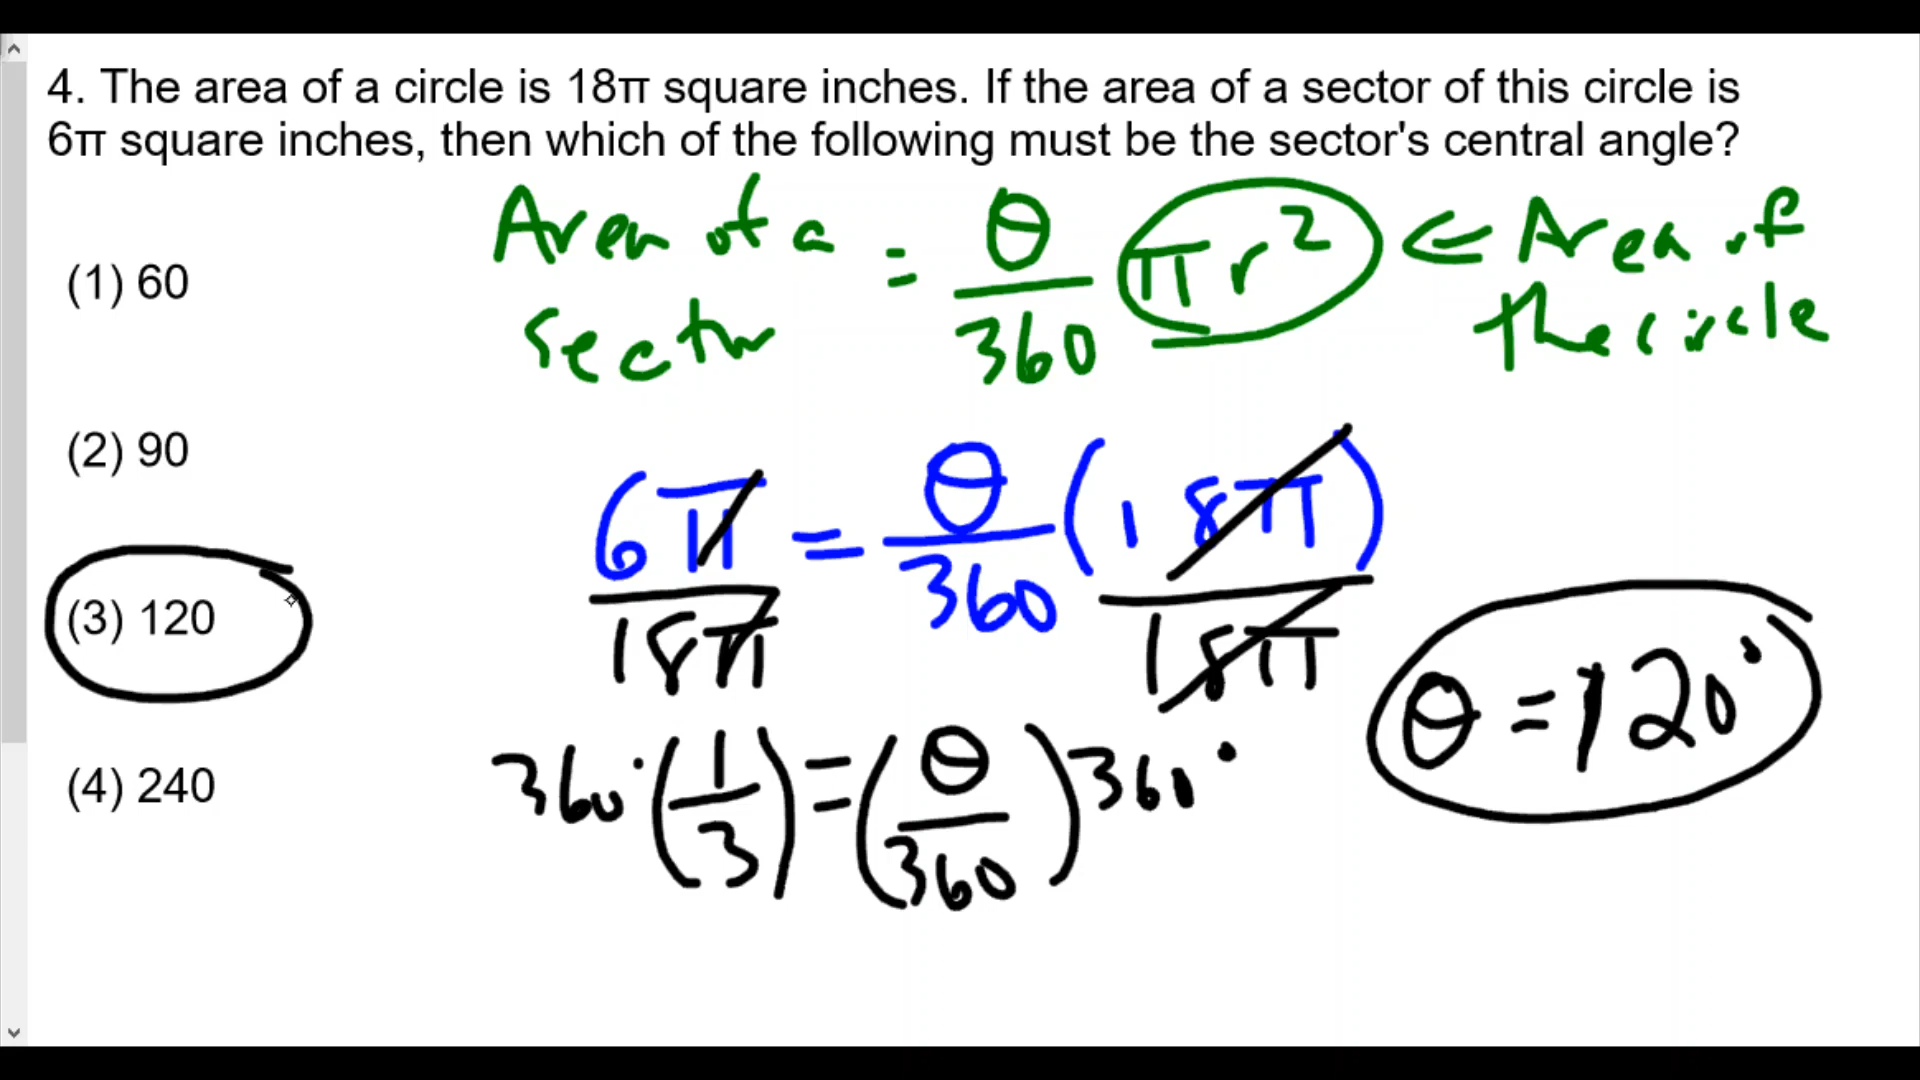 4. The area of a circle is 18π square inches. If the area of a sector of this circle is
6π square inches, then which of the following must be the sector's central angle?
Area of a sector = θ/360 πr² ⇐ Area of the circle
(1) 60
(2) 90
6π/18π = θ/360 (18π)/18π
(3) 120
θ = 120°
360° (1/3) = (θ/360) 360°
(4) 240